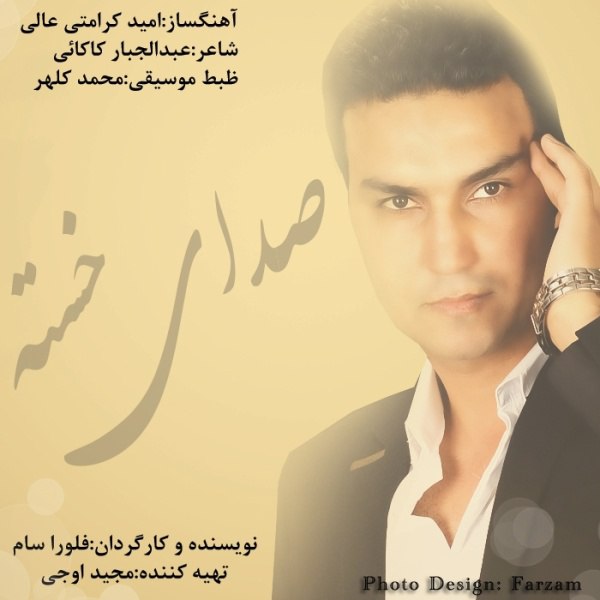 آهنگساز:امید کرامتی عالی
شاعر:عبدالجبار کاکائی
ظبط موسیقی:محمد کلهر
صدای خسته
نویسنده و کارگردان:فلورا سام
تهیه کننده:مجید اوجی
Photo Design: Farzam